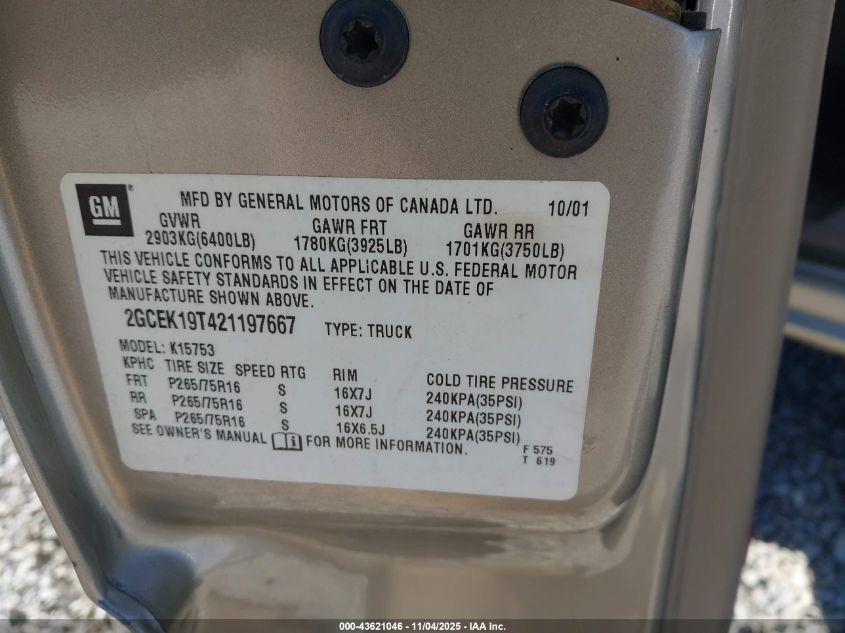 GM
MFD BY GENERAL MOTORS OF CANADA LTD. 10/01
GVWR GAWR FRT GAWR RR
2903KG(6400LB) 1780KG(3925LB) 1701KG(3750LB)
THIS VEHICLE CONFORMS TO ALL APPLICABLE U.S. FEDERAL MOTOR
VEHICLE SAFETY STANDARDS IN EFFECT ON THE DATE OF
MANUFACTURE SHOWN ABOVE.
2GCEK19T421197667 TYPE: TRUCK
MODEL: K15753
KPHC TIRE SIZE SPEED RTG RIM COLD TIRE PRESSURE
FRT P265/75R16 S 16X7J 240KPA(35PSI)
RR P265/75R16 S 16X7J 240KPA(35PSI)
SPA P265/75R16 S 16X6.5J 240KPA(35PSI)
SEE OWNER'S MANUAL FOR MORE INFORMATION.
F 575
T 619
000-43621046 — 11/04/2025 — IAA Inc.